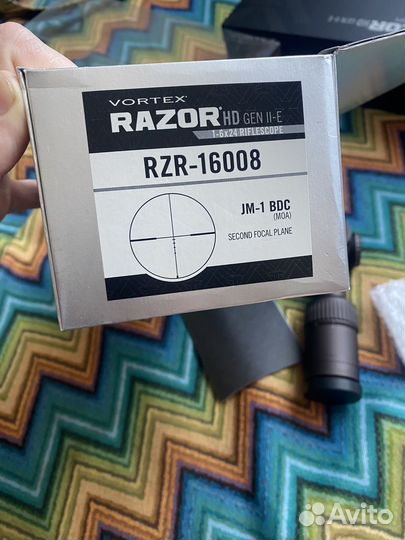 VORTEX®
RAZOR® HD GEN II-E
1-6x24 RIFLESCOPE
RZR-16008
JM-1 BDC
(MOA)
SECOND FOCAL PLANE
Avito